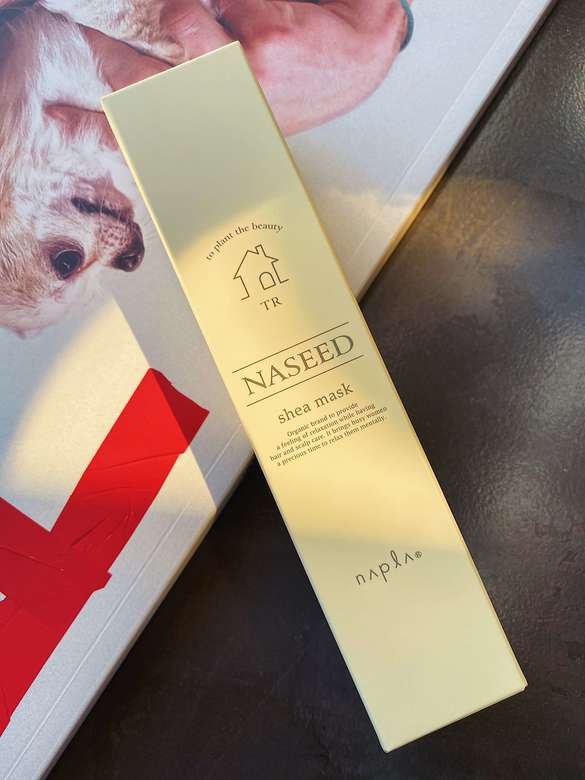 to plant the beauty
TR
NASEED
shea mask
Organic brand to provide
a feeling of relaxation while having
hair and scalp care. It brings busy women
a precious time to relax them mentally.
napla®